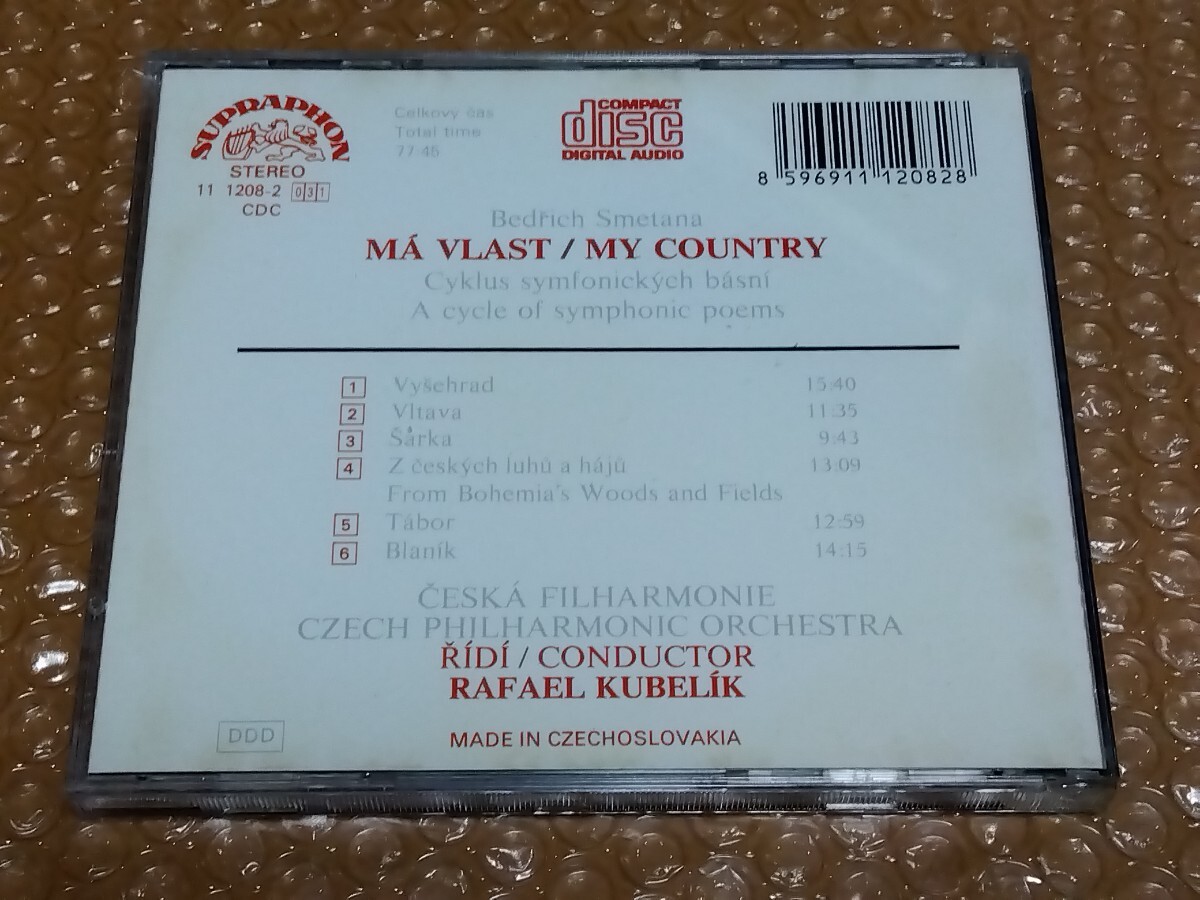 SUPRAPHON
STEREO
11 1208-2 031
CDC
Celkový čas
Total time
77:45
COMPACT
disc
DIGITAL AUDIO
8 596911 120828
Bedřich Smetana
MÁ VLAST / MY COUNTRY
Cyklus symfonických básní
A cycle of symphonic poems
1 Vyšehrad 15:40
2 Vltava 11:35
3 Šárka 9:43
4 Z českých luhů a hájů 13:09
From Bohemia's Woods and Fields
5 Tábor 12:59
6 Blaník 14:15
ČESKÁ FILHARMONIE
CZECH PHILHARMONIC ORCHESTRA
ŘÍDÍ / CONDUCTOR
RAFAEL KUBELÍK
DDD
MADE IN CZECHOSLOVAKIA